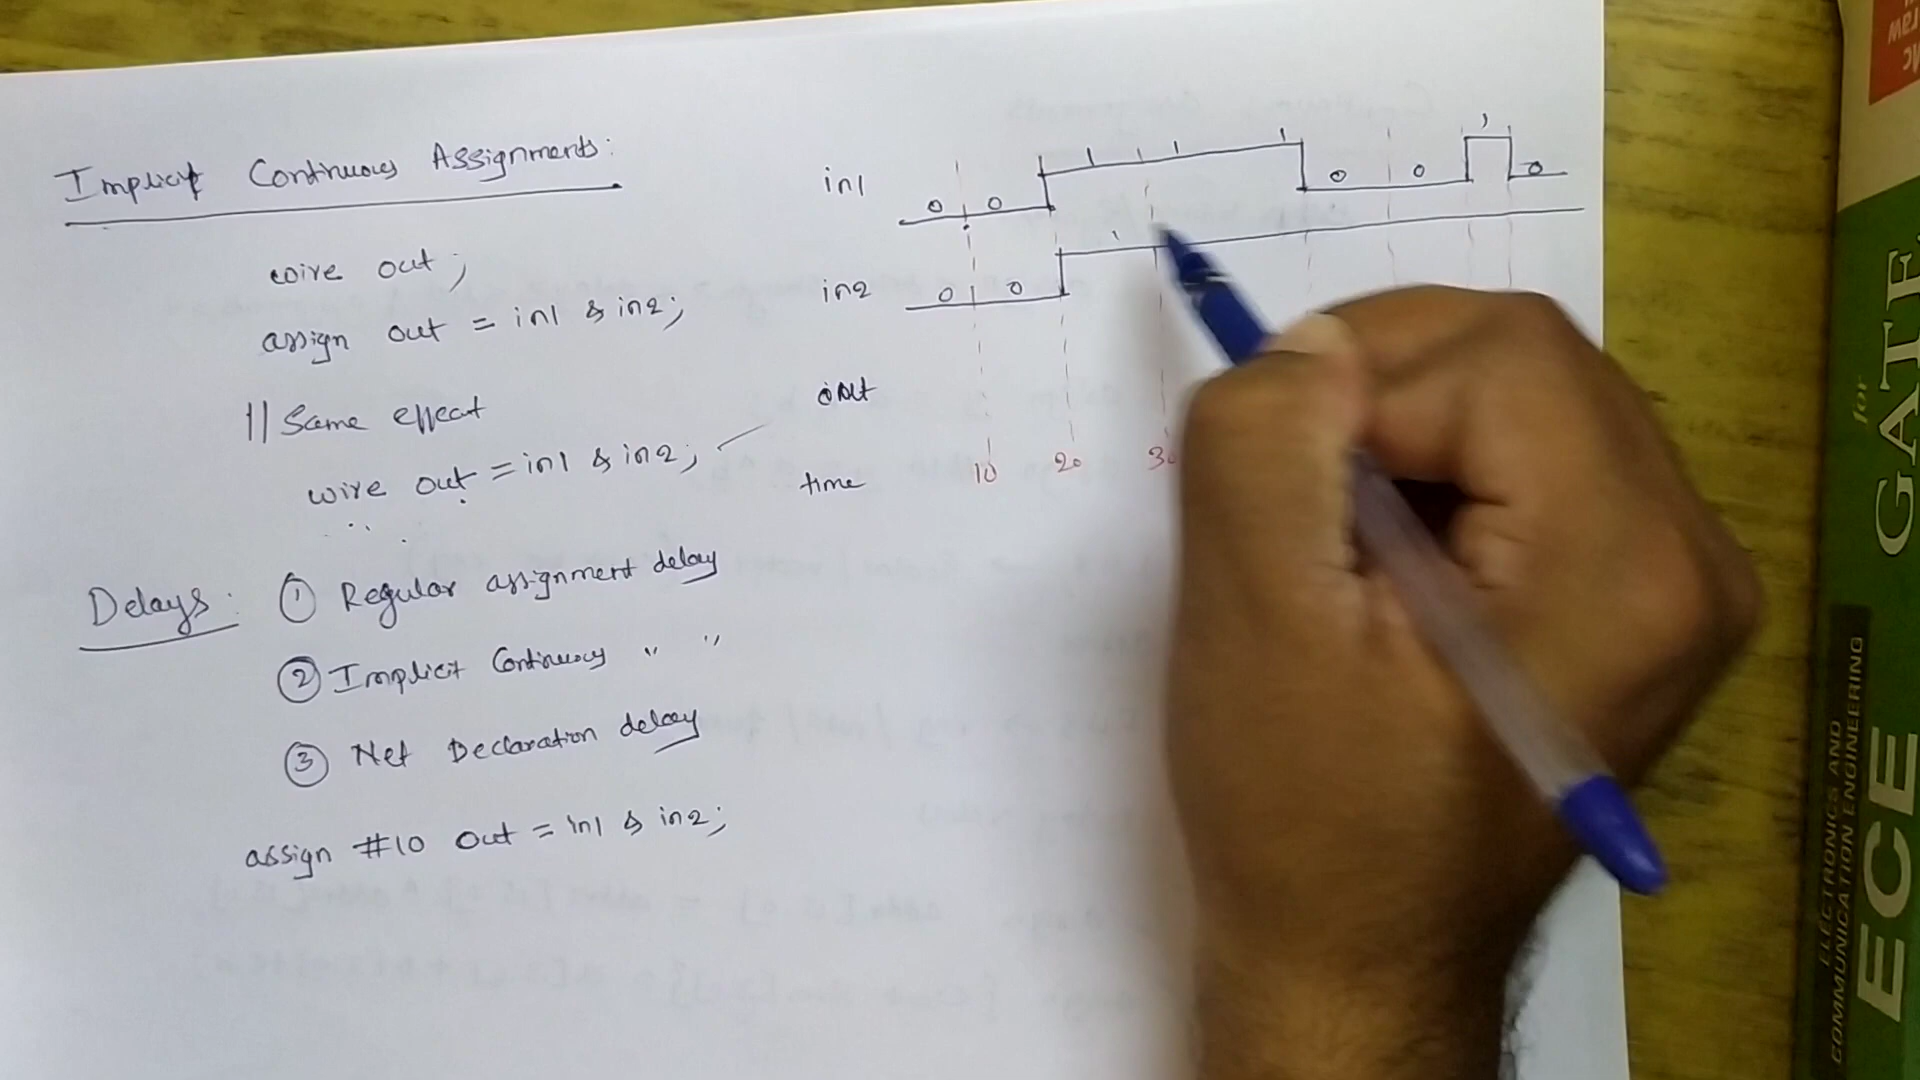 Implicit Continuous Assignments:
wire out;
assign out = in1 & in2;
// Same effect
wire out = in1 & in2;
Delays: ① Regular assignment delay
② Implicit Continuous " "
③ Net Declaration delay
assign #10 out = in1 & in2;
in1 0 0 1 1 1 0 0 1 0
in2 0 0 1
out
time 10 20 30
for
GATE
ELECTRONICS AND
COMMUNICATION ENGINEERING
ECE